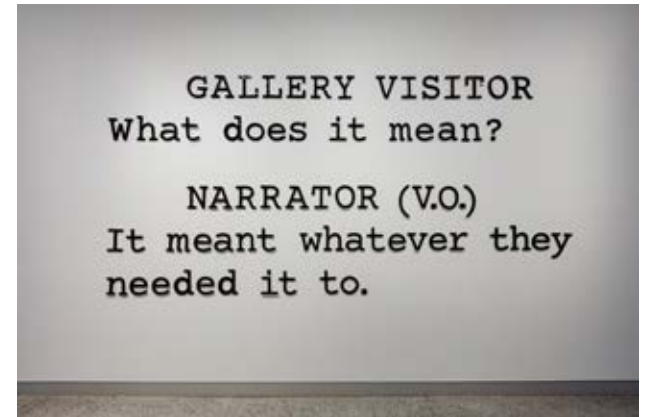 GALLERY VISITOR
What does it mean?
NARRATOR (V.O.)
It meant whatever they
needed it to.